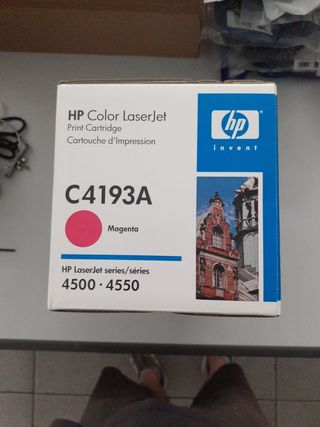 HP Color LaserJet
Print Cartridge
Cartouche d'Impression
hp
invent
C4193A
Magenta
HP LaserJet series/séries
4500 · 4550